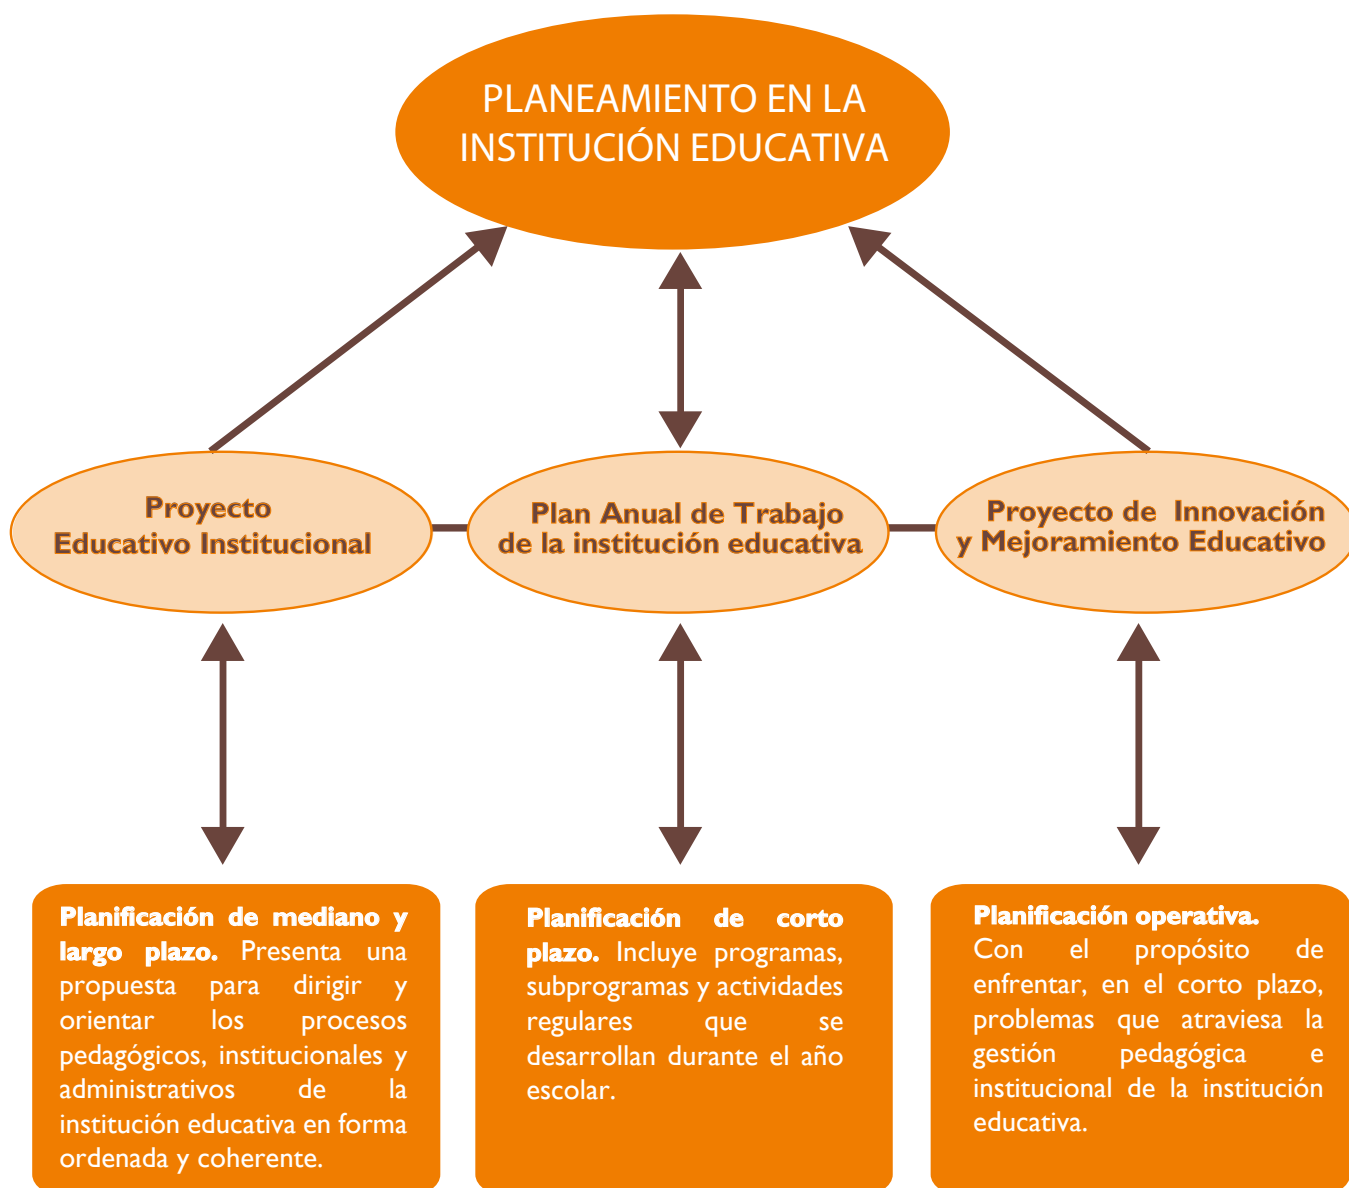 PLANEAMIENTO EN LA
INSTITUCIÓN EDUCATIVA
Proyecto
Educativo Institucional
Plan Anual de Trabajo
de la institución educativa
Proyecto de Innovación
y Mejoramiento Educativo
Planificación de mediano y
largo plazo. Presenta una
propuesta para dirigir y
orientar los procesos
pedagógicos, institucionales y
administrativos de la
institución educativa en forma
ordenada y coherente.
Planificación de corto
plazo. Incluye programas,
subprogramas y actividades
regulares que se
desarrollan durante el año
escolar.
Planificación operativa.
Con el propósito de
enfrentar, en el corto plazo,
problemas que atraviesa la
gestión pedagógica e
institucional de la institución
educativa.